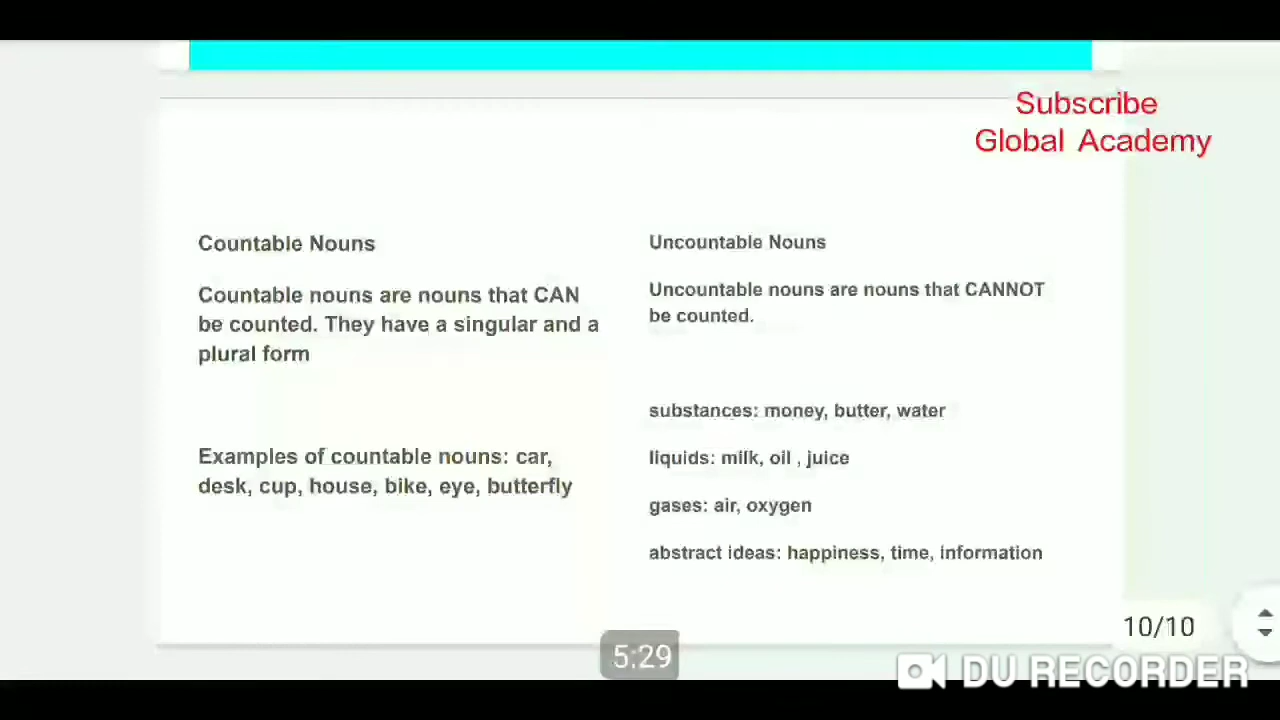 Subscribe
Global Academy
Countable Nouns
Countable nouns are nouns that CAN
be counted. They have a singular and a
plural form
Examples of countable nouns: car,
desk, cup, house, bike, eye, butterfly
Uncountable Nouns
Uncountable nouns are nouns that CANNOT
be counted.
substances: money, butter, water
liquids: milk, oil , juice
gases: air, oxygen
abstract ideas: happiness, time, information
10/10
5:29
DU RECORDER